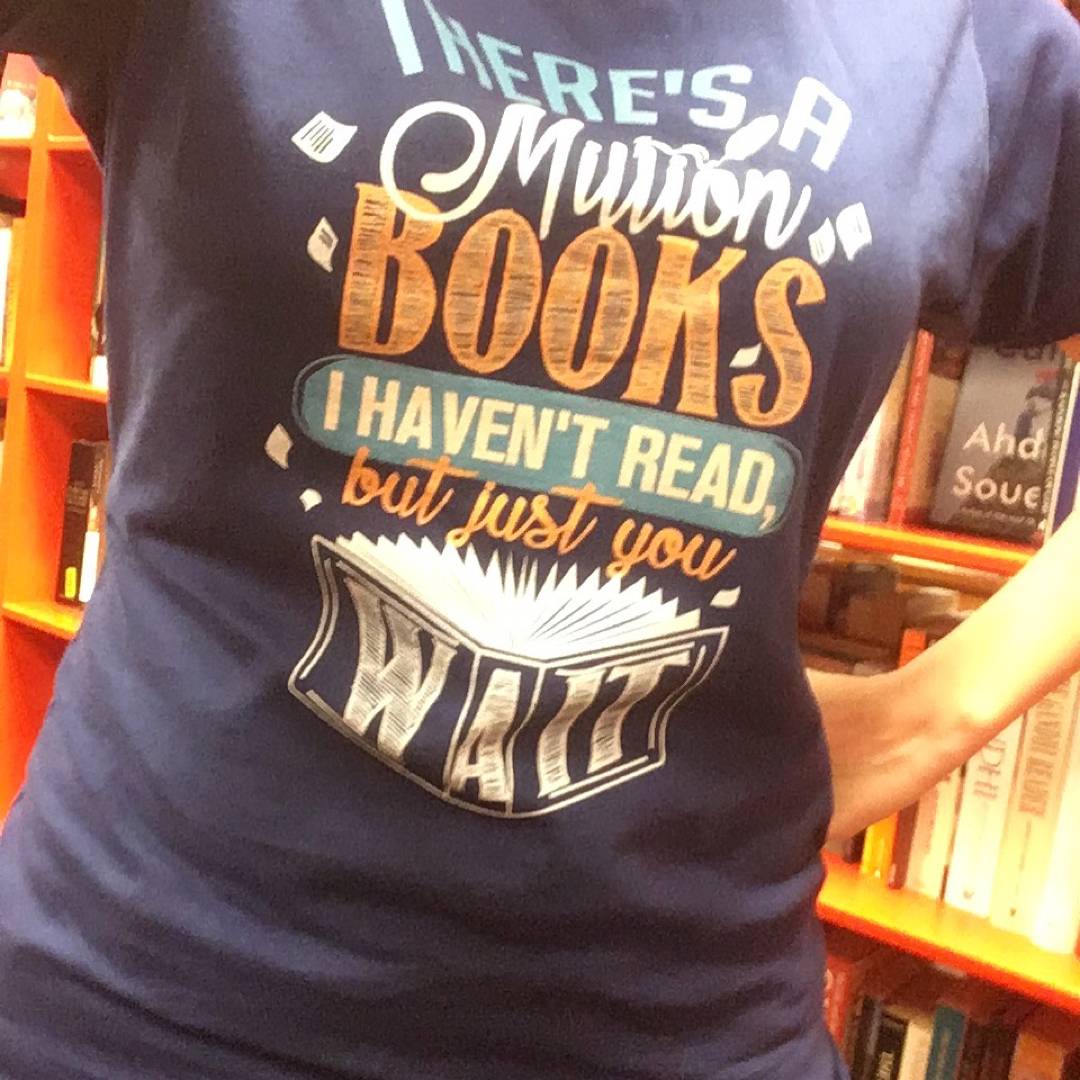 THERE'S A
Million
BOOKS
I HAVEN'T READ,
but just you
WAIT
Ahd
Soue